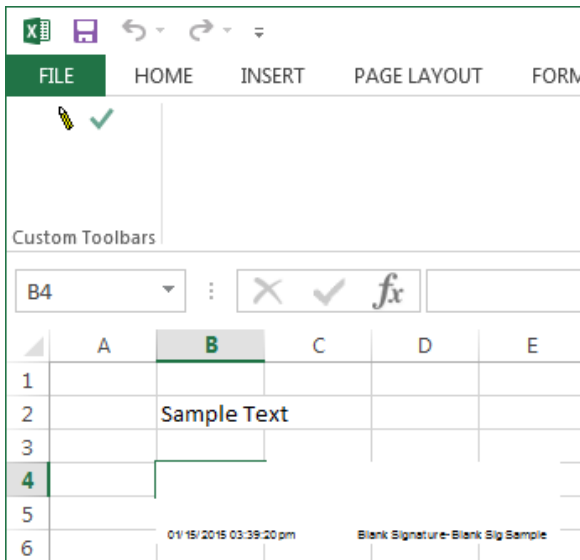 FILE HOME INSERT PAGE LAYOUT FORM
Custom Toolbars
B4 fx
A B C D E
1
2 Sample Text
3
4
5
01/15/2015 03:39:20 pm Blank Signature- Blank Sig Sample
6